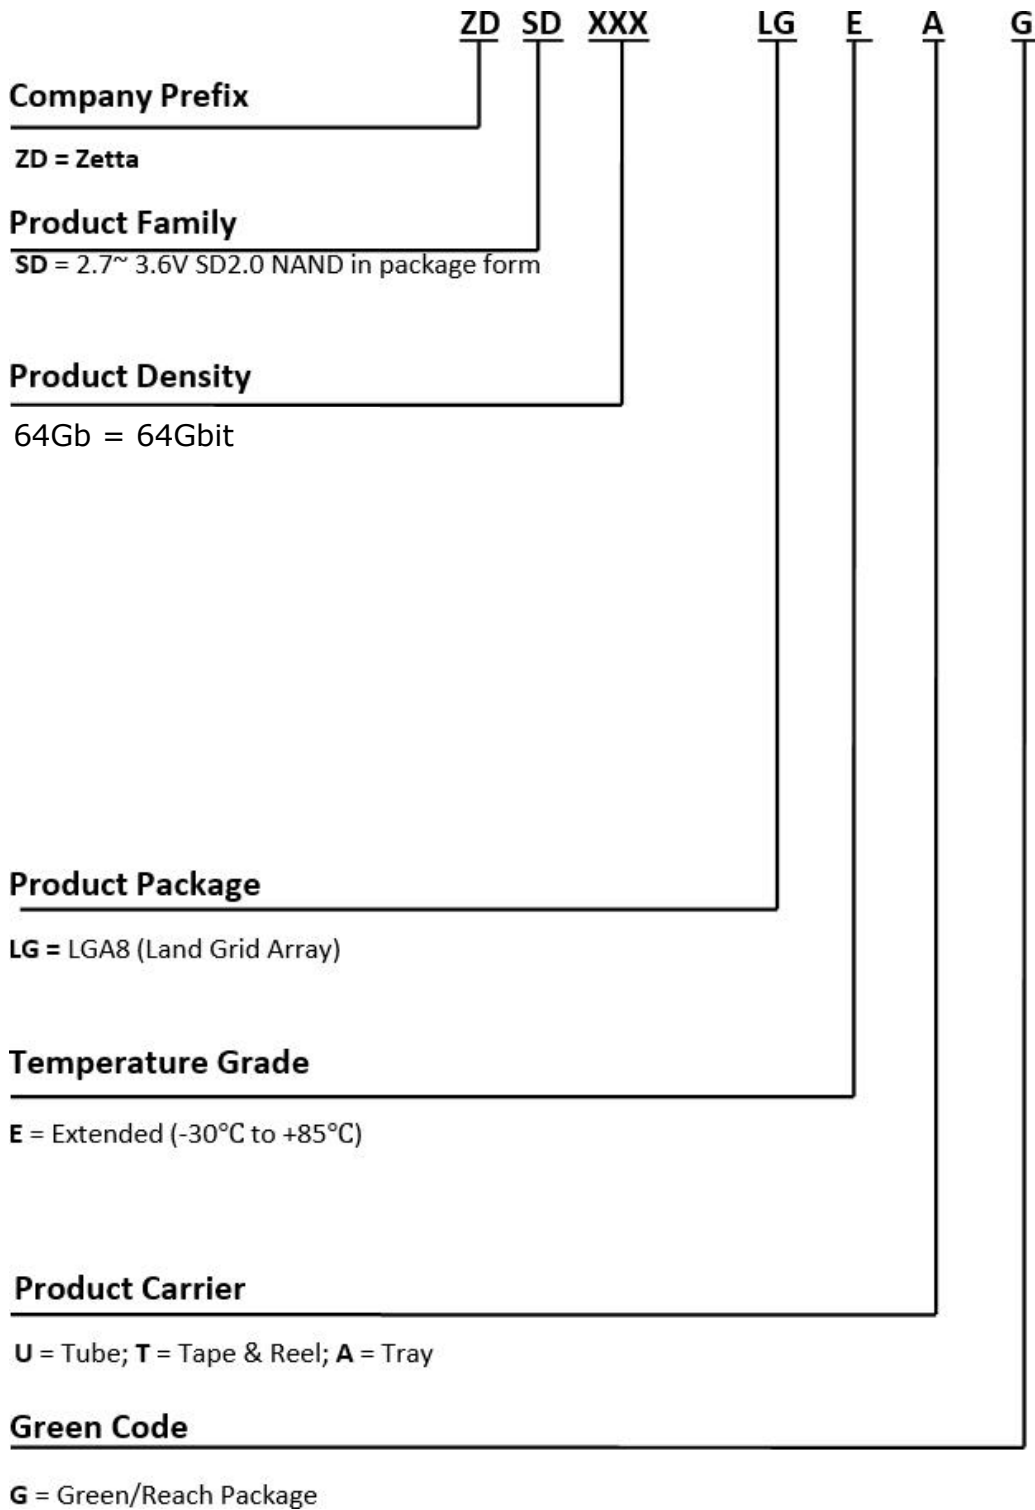 ZD SD XXX LG E A G
Company Prefix
ZD = Zetta
Product Family
SD = 2.7~ 3.6V SD2.0 NAND in package form
Product Density
64Gb = 64Gbit
Product Package
LG = LGA8 (Land Grid Array)
Temperature Grade
E = Extended (-30℃ to +85℃)
Product Carrier
U = Tube; T = Tape & Reel; A = Tray
Green Code
G = Green/Reach Package